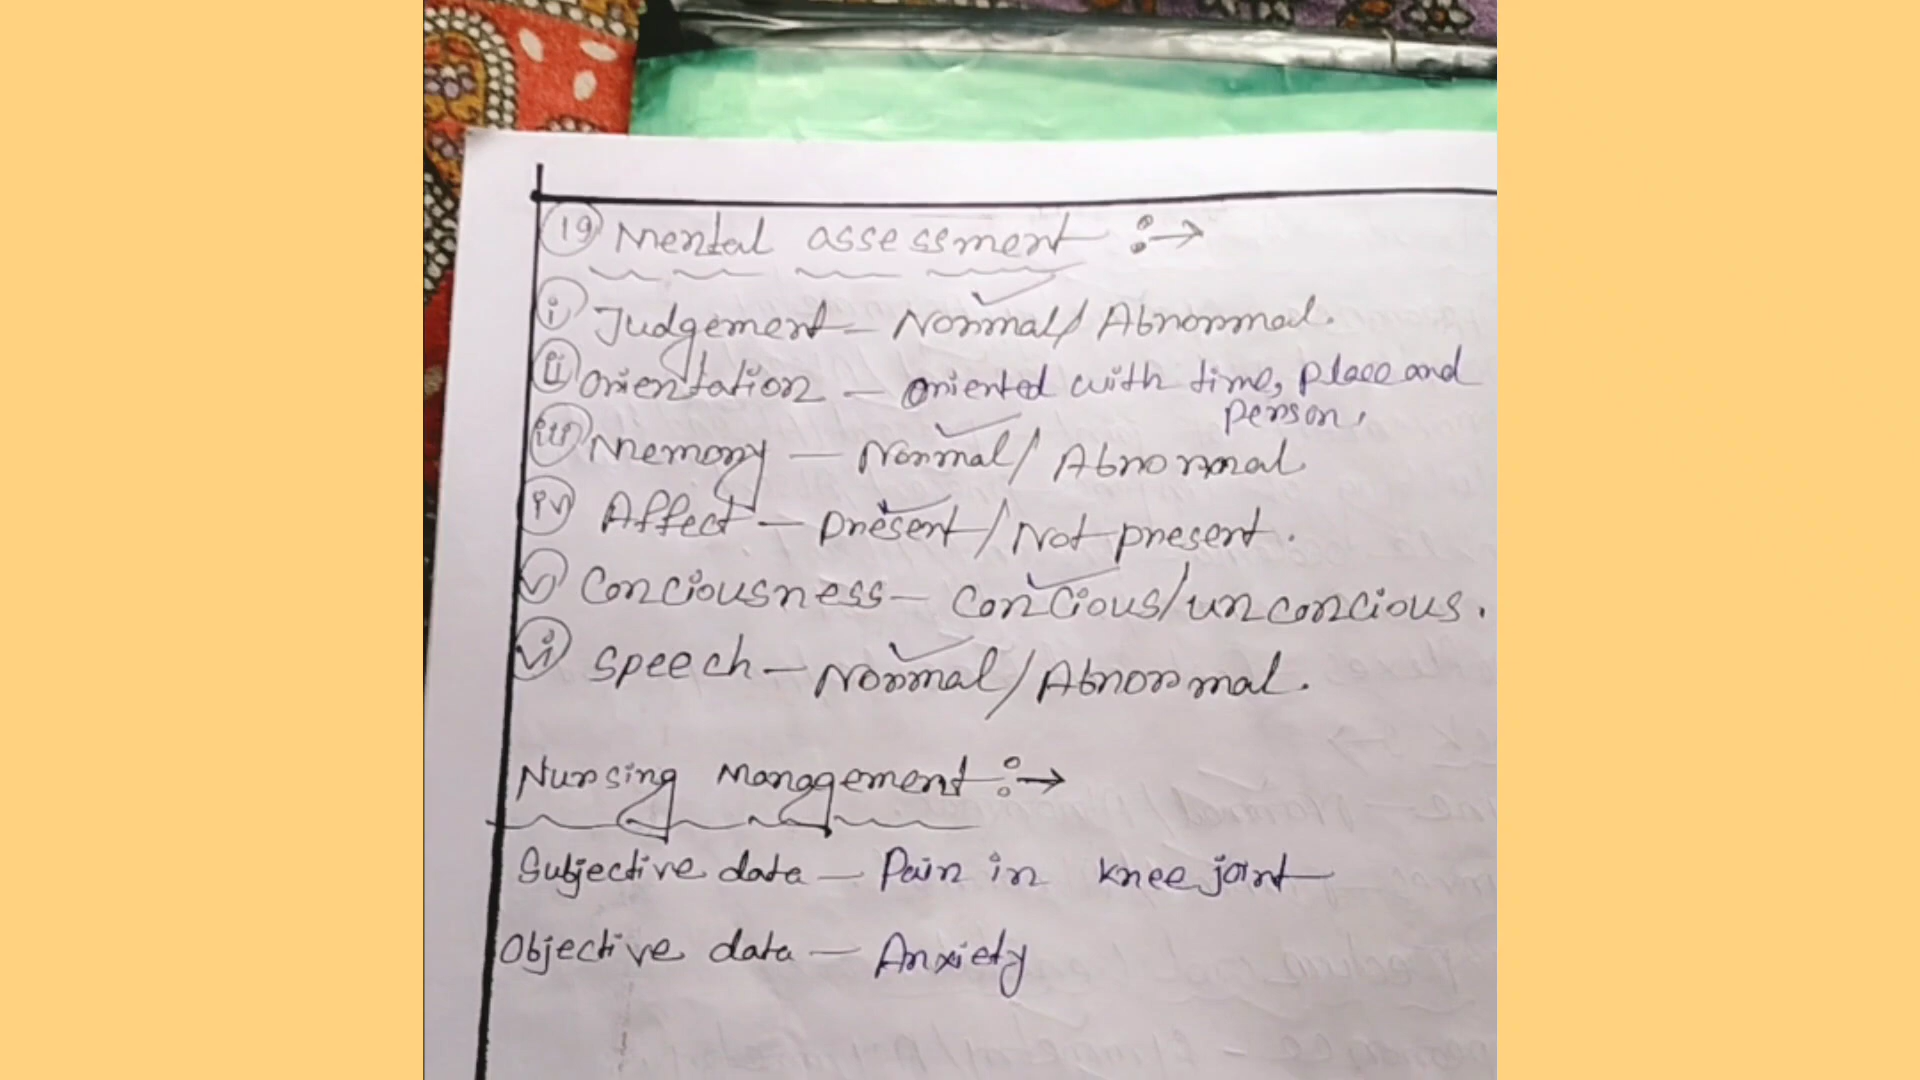 19 Mental assessment :→
i Judgement - Normal/ Abnormal.
ii Orientation - oriented with time, place and
person,
iii Memory - Normal/ Abnormal
iv Affect - present/Not present.
v Conciousness - Concious/unconcious.
vi Speech - Normal/Abnormal.
Nursing Management :→
Subjective data - Pain in knee joint
Objective data - Anxiety